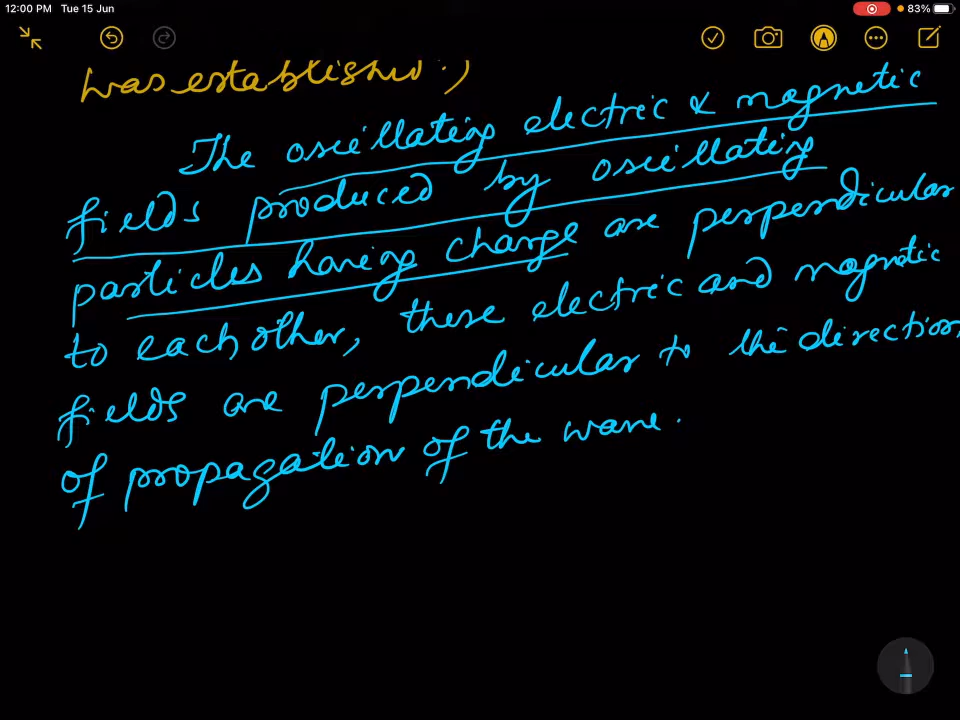 12:00 PM Tue 15 Jun 83%
was established.)
The oscillating electric & magnetic
fields produced by oscillating
particles having charge are perpendicular
to each other, these electric and magnetic
fields are perpendicular to the direction
of propagation of the wave.